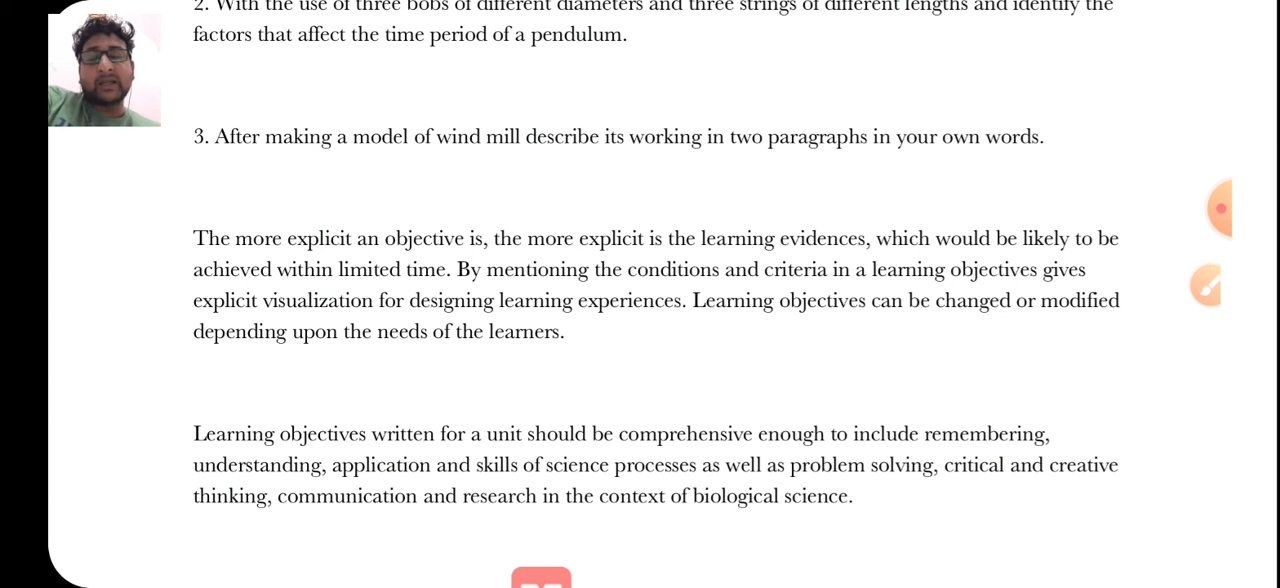 2. With the use of three bobs of different diameters and three strings of different lengths and identify the
factors that affect the time period of a pendulum.
3. After making a model of wind mill describe its working in two paragraphs in your own words.
The more explicit an objective is, the more explicit is the learning evidences, which would be likely to be
achieved within limited time. By mentioning the conditions and criteria in a learning objectives gives
explicit visualization for designing learning experiences. Learning objectives can be changed or modified
depending upon the needs of the learners.
Learning objectives written for a unit should be comprehensive enough to include remembering,
understanding, application and skills of science processes as well as problem solving, critical and creative
thinking, communication and research in the context of biological science.